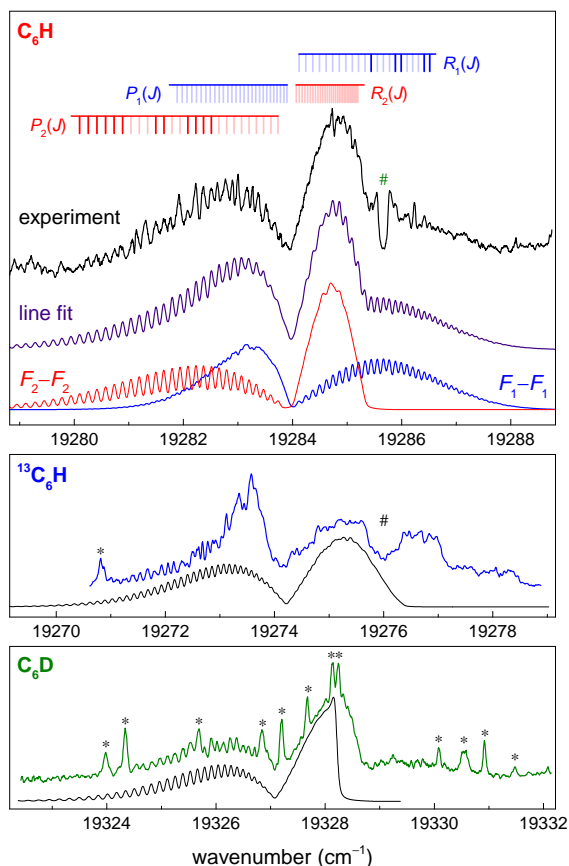 C₆H
R₁(J)
P₁(J)
R₂(J)
P₂(J)
#
experiment
line fit
F₂–F₂
F₁–F₁
19280 19282 19284 19286 19288
¹³C₆H
* #
19270 19272 19274 19276 19278
C₆D
* * * * * * ** * * * *
19324 19326 19328 19330 19332
wavenumber (cm⁻¹)